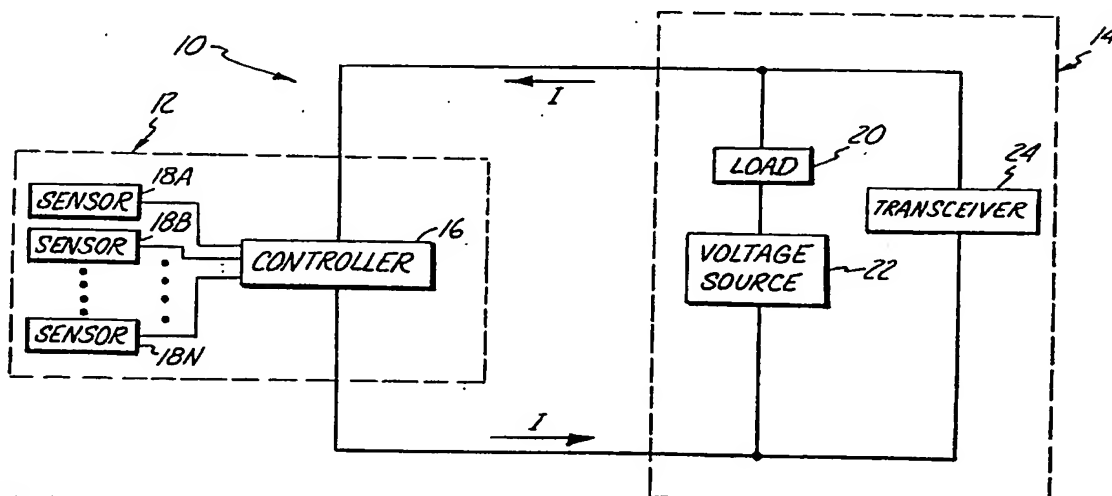 10
I
14
12
SENSOR
18A
SENSOR
18B
SENSOR
18N
CONTROLLER
16
LOAD
20
VOLTAGE
SOURCE
22
TRANSCEIVER
24
I